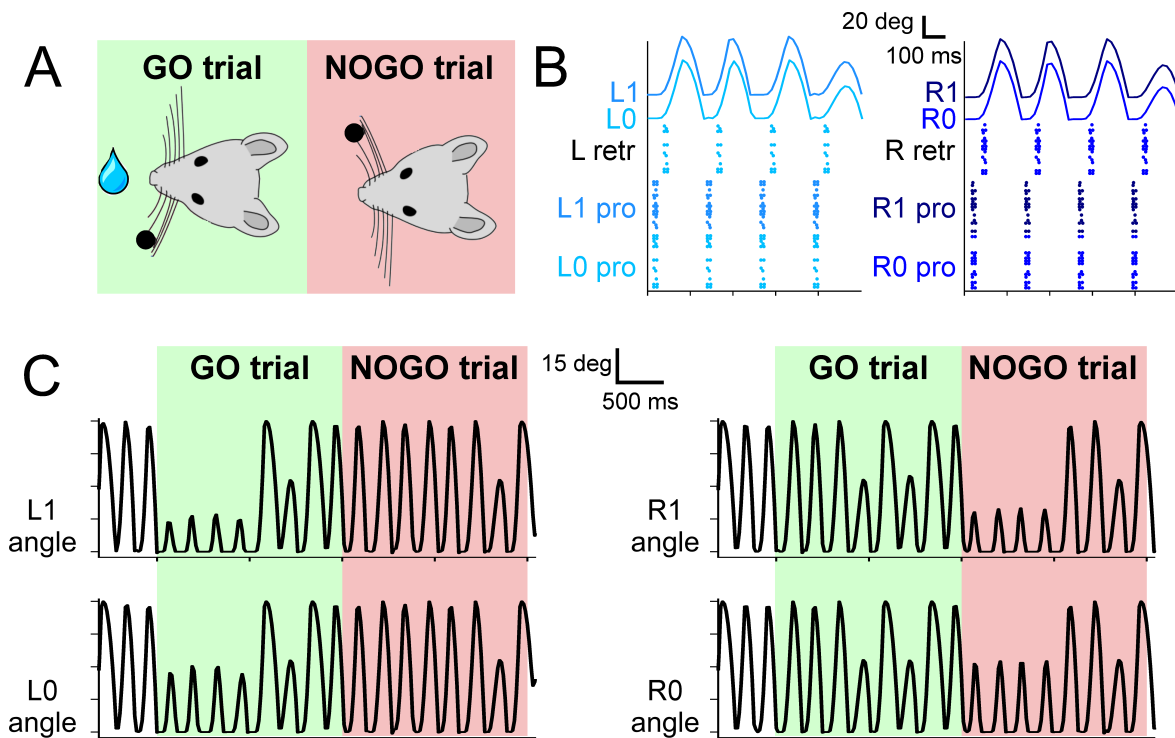 A
GO trial
NOGO trial
B
20 deg
100 ms
L1
L0
L retr
L1 pro
L0 pro
R1
R0
R retr
R1 pro
R0 pro
C
GO trial
NOGO trial
15 deg
500 ms
GO trial
NOGO trial
L1
angle
R1
angle
L0
angle
R0
angle